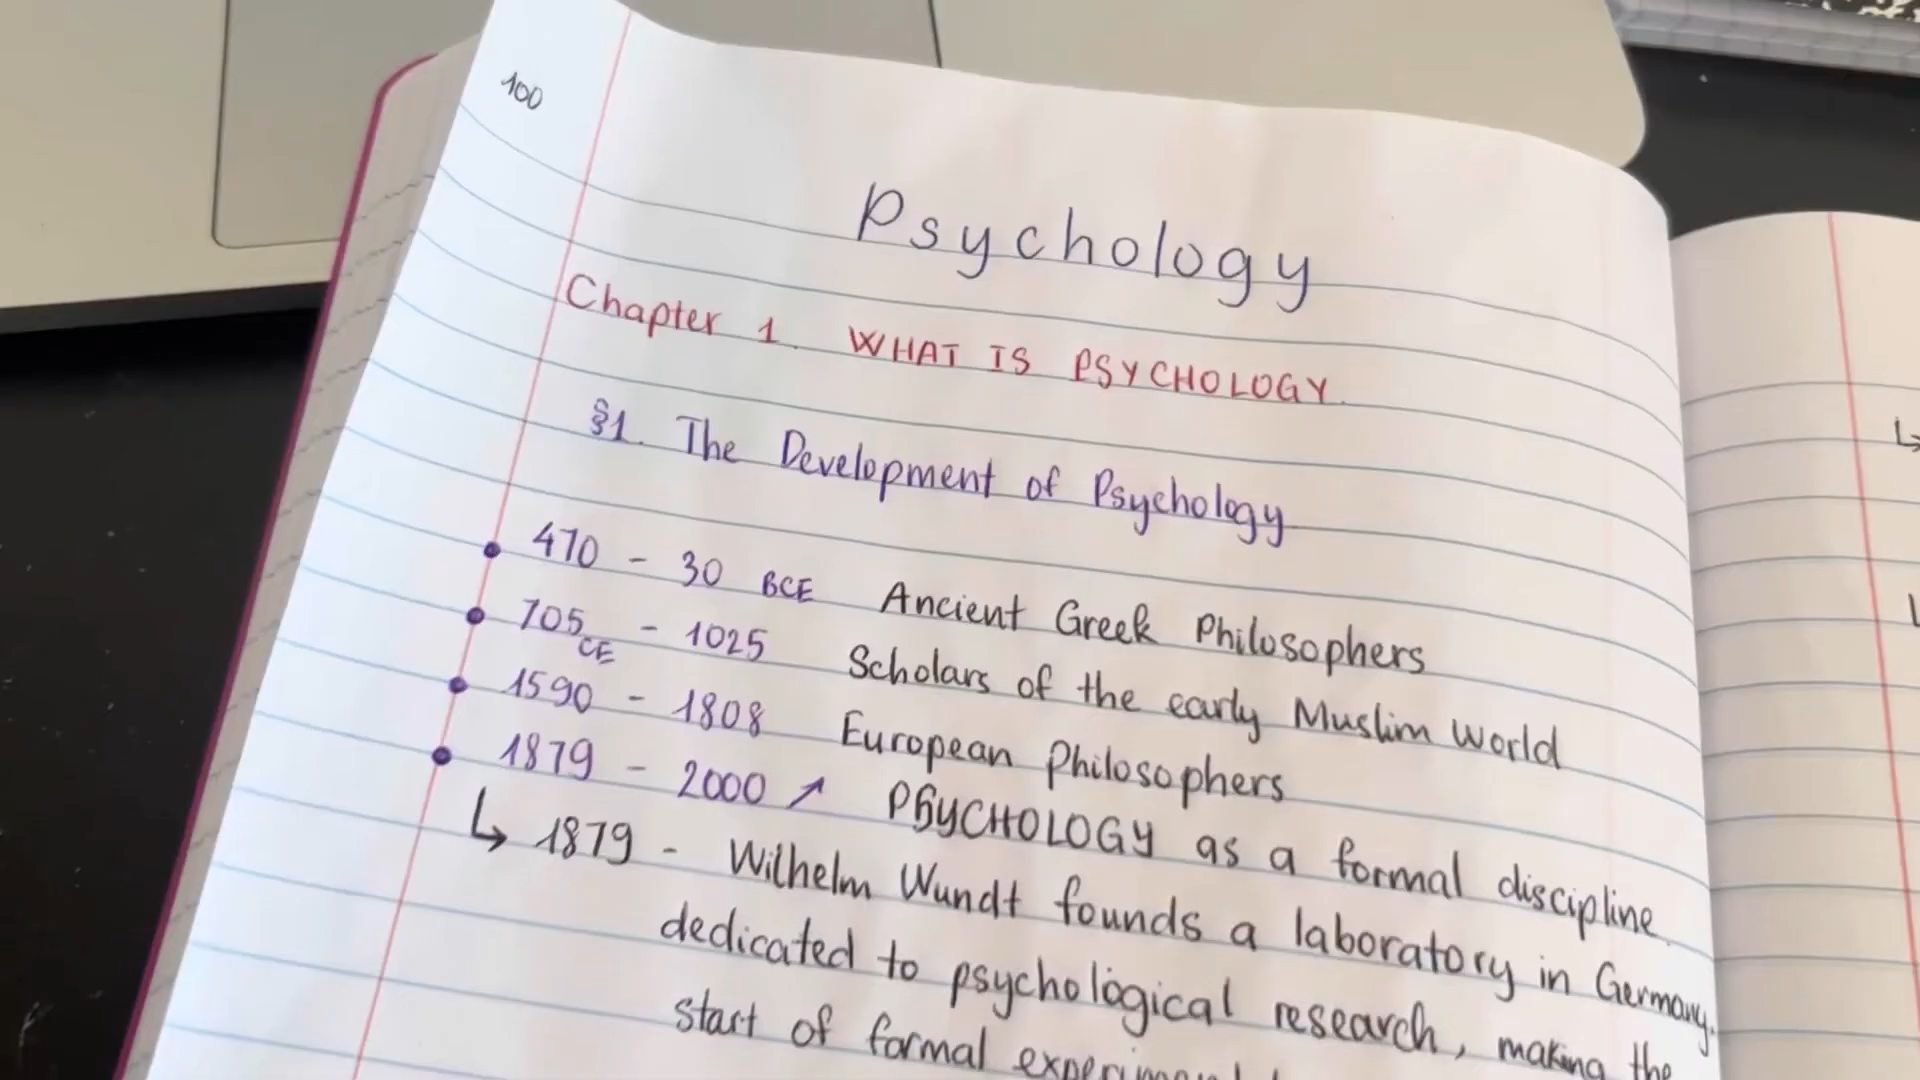 100
Psychology
Chapter 1. WHAT IS PSYCHOLOGY.
§1. The Development of Psychology
470 - 30 BCE Ancient Greek Philosophers
705 CE - 1025 Scholars of the early Muslim World
1590 - 1808 European Philosophers
1879 - 2000 ↗ PSYCHOLOGY as a formal discipline.
↳ 1879 - Wilhelm Wundt founds a laboratory in Germany.
dedicated to psychological research, making the
start of formal